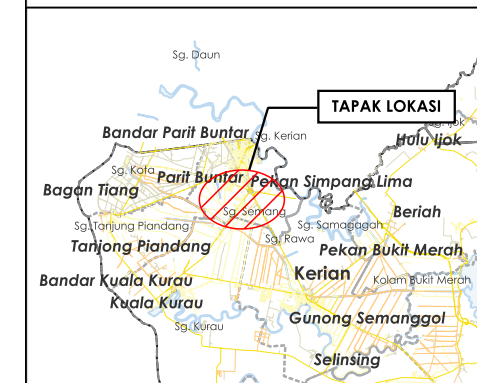 Sg. Daun
TAPAK LOKASI
Sg. Ijok
Bandar Parit Buntar
Sg. Kerian
Hulu Ijok
Sg. Kota
Parit Buntar
Pekan Simpang Lima
Bagan Tiang
Sg. Semang
Beriah
Sg. Tanjung Piandang
Sg. Samagagah
Sg. Rawa
Tanjong Piandang
Pekan Bukit Merah
Kerian
Bandar Kuala Kurau
Kolam Bukit Merah
Kuala Kurau
Gunong Semanggol
Sg. Kurau
Selinsing